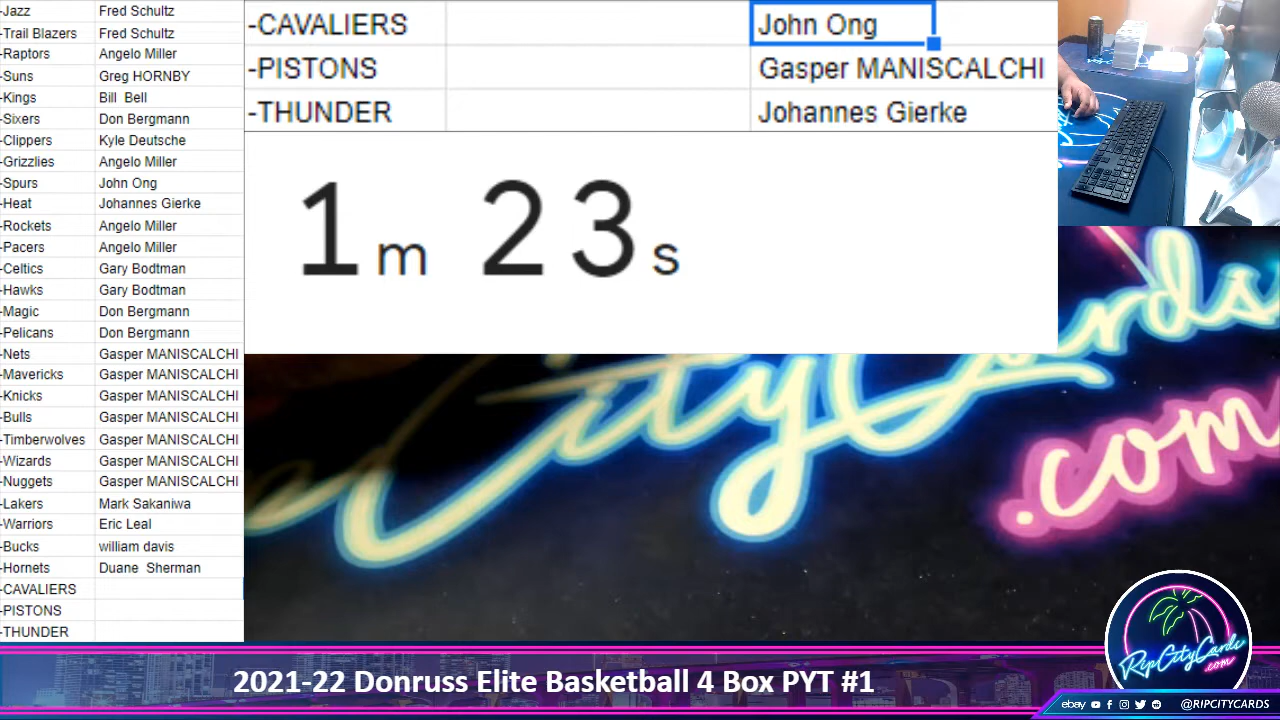 -Jazz Fred Schultz
-Trail Blazers Fred Schultz
-Raptors Angelo Miller
-Suns Greg HORNBY
-Kings Bill Bell
-Sixers Don Bergmann
-Clippers Kyle Deutsche
-Grizzlies Angelo Miller
-Spurs John Ong
-Heat Johannes Gierke
-Rockets Angelo Miller
-Pacers Angelo Miller
-Celtics Gary Bodtman
-Hawks Gary Bodtman
-Magic Don Bergmann
-Pelicans Don Bergmann
-Nets Gasper MANISCALCHI
-Mavericks Gasper MANISCALCHI
-Knicks Gasper MANISCALCHI
-Bulls Gasper MANISCALCHI
-Timberwolves Gasper MANISCALCHI
-Wizards Gasper MANISCALCHI
-Nuggets Gasper MANISCALCHI
-Lakers Mark Sakaniwa
-Warriors Eric Leal
-Bucks william davis
-Hornets Duane Sherman
-CAVALIERS
-PISTONS
-THUNDER
-CAVALIERS John Ong
-PISTONS Gasper MANISCALCHI
-THUNDER Johannes Gierke
1m 23s
CityCards
.com
2021-22 Donruss Elite Basketball 4 Box PYT #1
RipCityCards
.com
ebay @RIPCITYCARDS